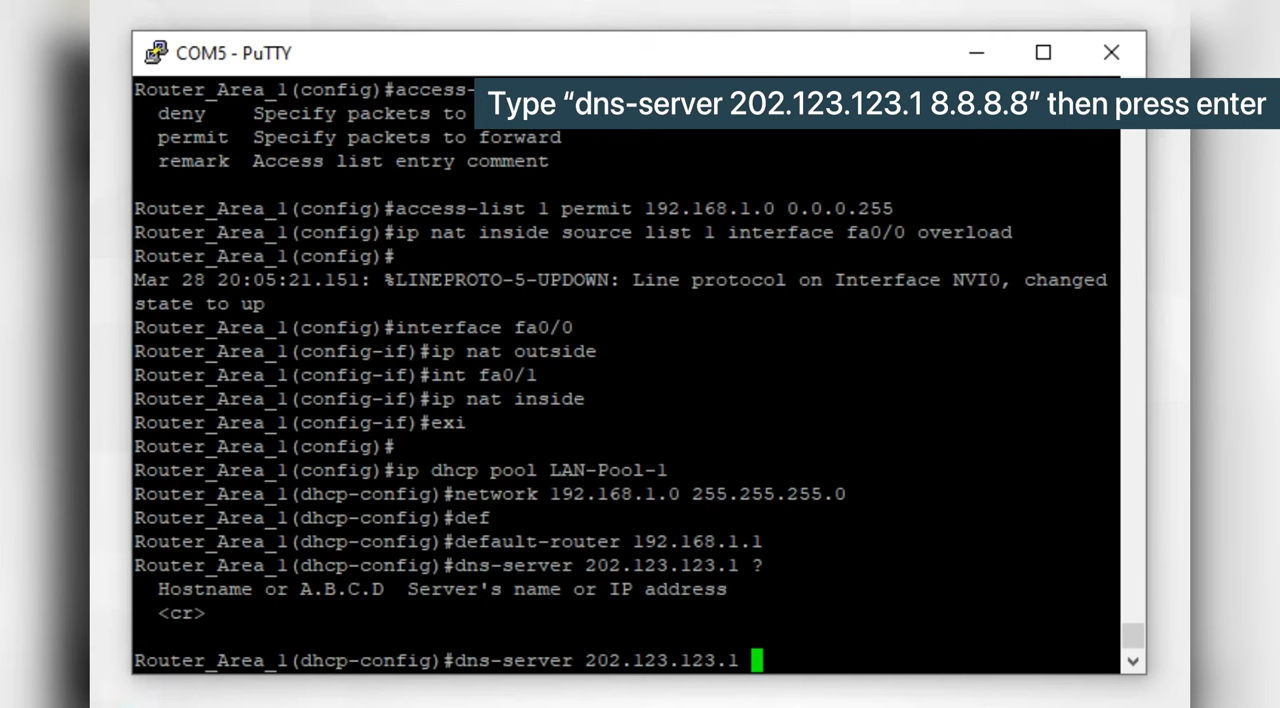 COM5 - PuTTY
Router_Area_1(config)#access-
Type “dns-server 202.123.123.1 8.8.8.8” then press enter
deny Specify packets to
permit Specify packets to forward
remark Access list entry comment
Router_Area_1(config)#access-list 1 permit 192.168.1.0 0.0.0.255
Router_Area_1(config)#ip nat inside source list 1 interface fa0/0 overload
Router_Area_1(config)#
Mar 28 20:05:21.151: %LINEPROTO-5-UPDOWN: Line protocol on Interface NVI0, changed
state to up
Router_Area_1(config)#interface fa0/0
Router_Area_1(config-if)#ip nat outside
Router_Area_1(config-if)#int fa0/1
Router_Area_1(config-if)#ip nat inside
Router_Area_1(config-if)#exi
Router_Area_1(config)#
Router_Area_1(config)#ip dhcp pool LAN-Pool-1
Router_Area_1(dhcp-config)#network 192.168.1.0 255.255.255.0
Router_Area_1(dhcp-config)#def
Router_Area_1(dhcp-config)#default-router 192.168.1.1
Router_Area_1(dhcp-config)#dns-server 202.123.123.1 ?
Hostname or A.B.C.D Server's name or IP address
<cr>
Router_Area_1(dhcp-config)#dns-server 202.123.123.1